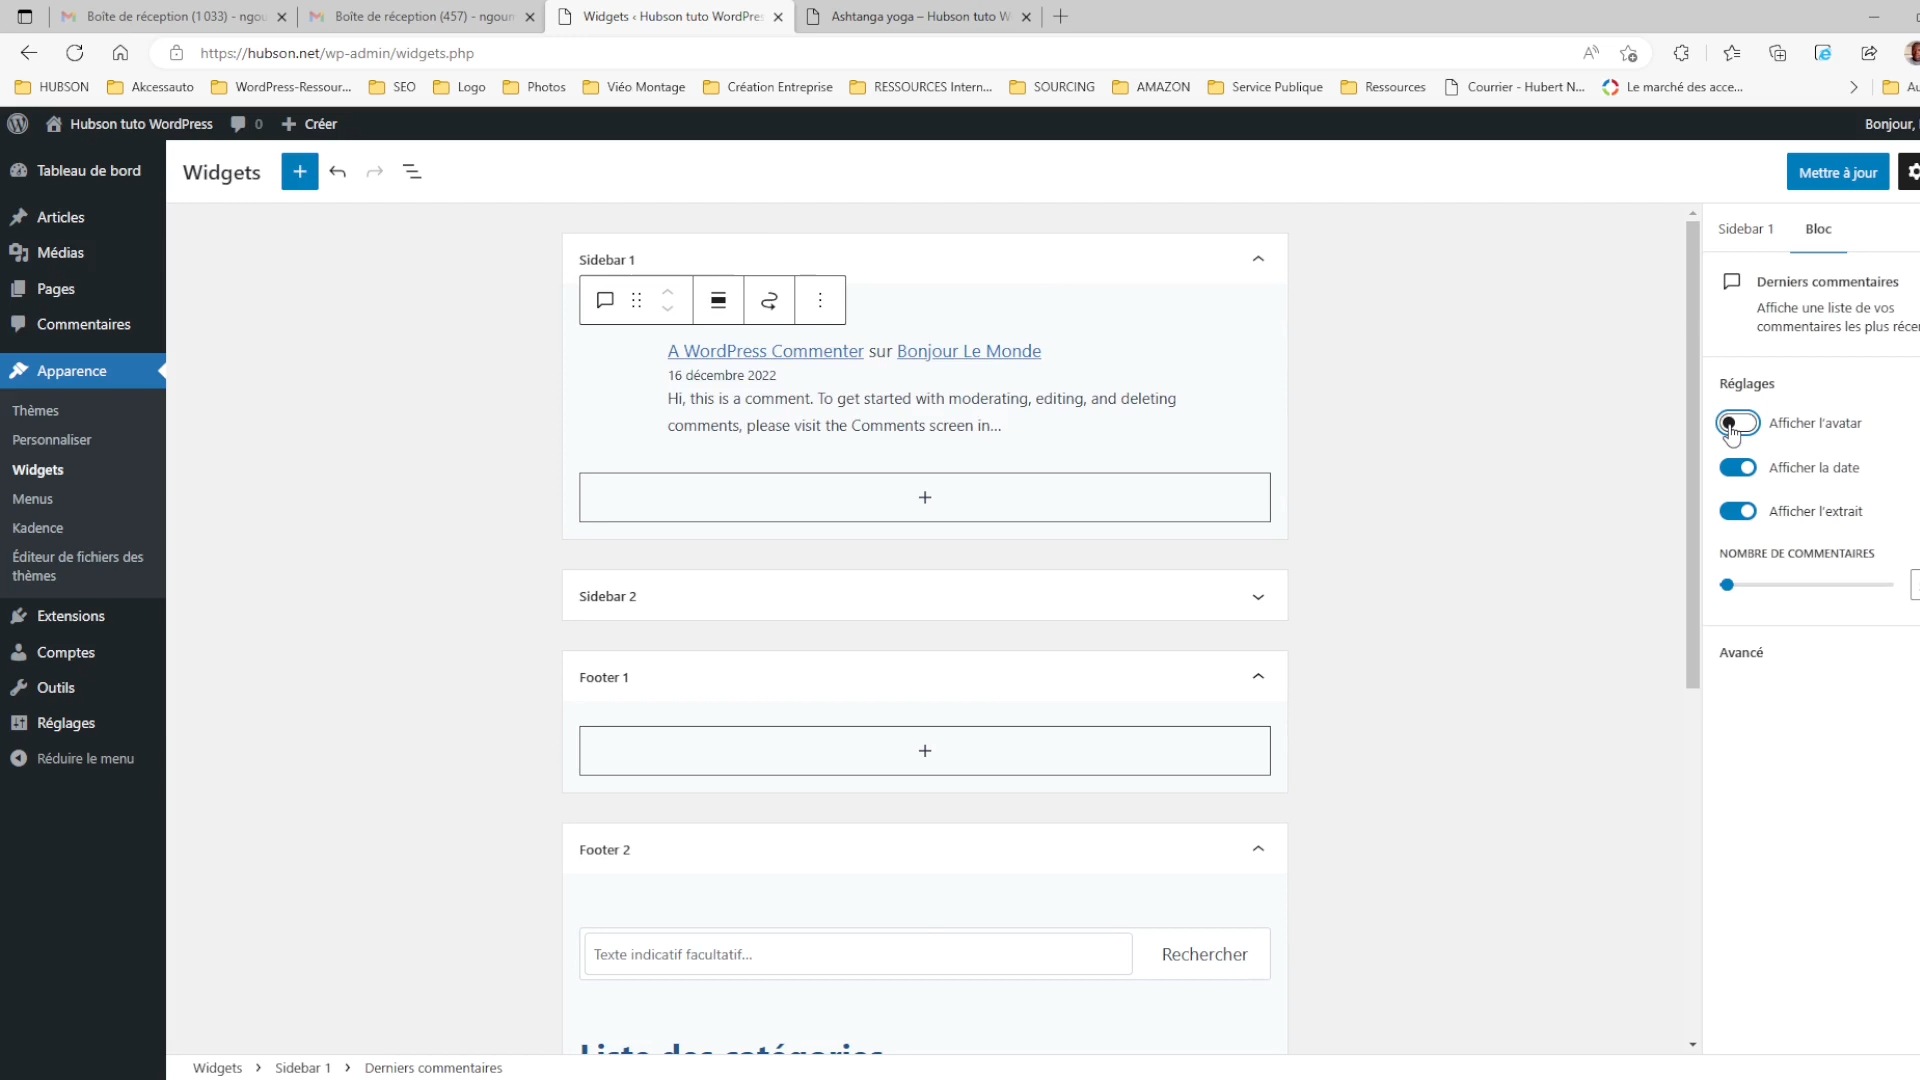 Boîte de réception (1 033) - ngou
Boîte de réception (457) - ngoun
Widgets ‹ Hubson tuto WordPres
Ashtanga yoga – Hubson tuto W
https://hubson.net/wp-admin/widgets.php
HUBSON
Akcessauto
WordPress-Ressour...
SEO
Logo
Photos
Viéo Montage
Création Entreprise
RESSOURCES Intern...
SOURCING
AMAZON
Service Publique
Ressources
Courrier - Hubert N...
Le marché des acce...
Au
Hubson tuto WordPress
0
Créer
Bonjour,
Tableau de bord
Articles
Médias
Pages
Commentaires
Apparence
Thèmes
Personnaliser
Widgets
Menus
Kadence
Éditeur de fichiers des
thèmes
Extensions
Comptes
Outils
Réglages
Réduire le menu
Widgets
Mettre à jour
Sidebar 1
A WordPress Commenter sur Bonjour Le Monde
16 décembre 2022
Hi, this is a comment. To get started with moderating, editing, and deleting
comments, please visit the Comments screen in...
Sidebar 2
Footer 1
Footer 2
Texte indicatif facultatif...
Rechercher
Liste des catégories
Sidebar 1
Bloc
Derniers commentaires
Affiche une liste de vos
commentaires les plus réce
Réglages
Afficher l'avatar
Afficher la date
Afficher l'extrait
NOMBRE DE COMMENTAIRES
Avancé
Widgets > Sidebar 1 > Derniers commentaires